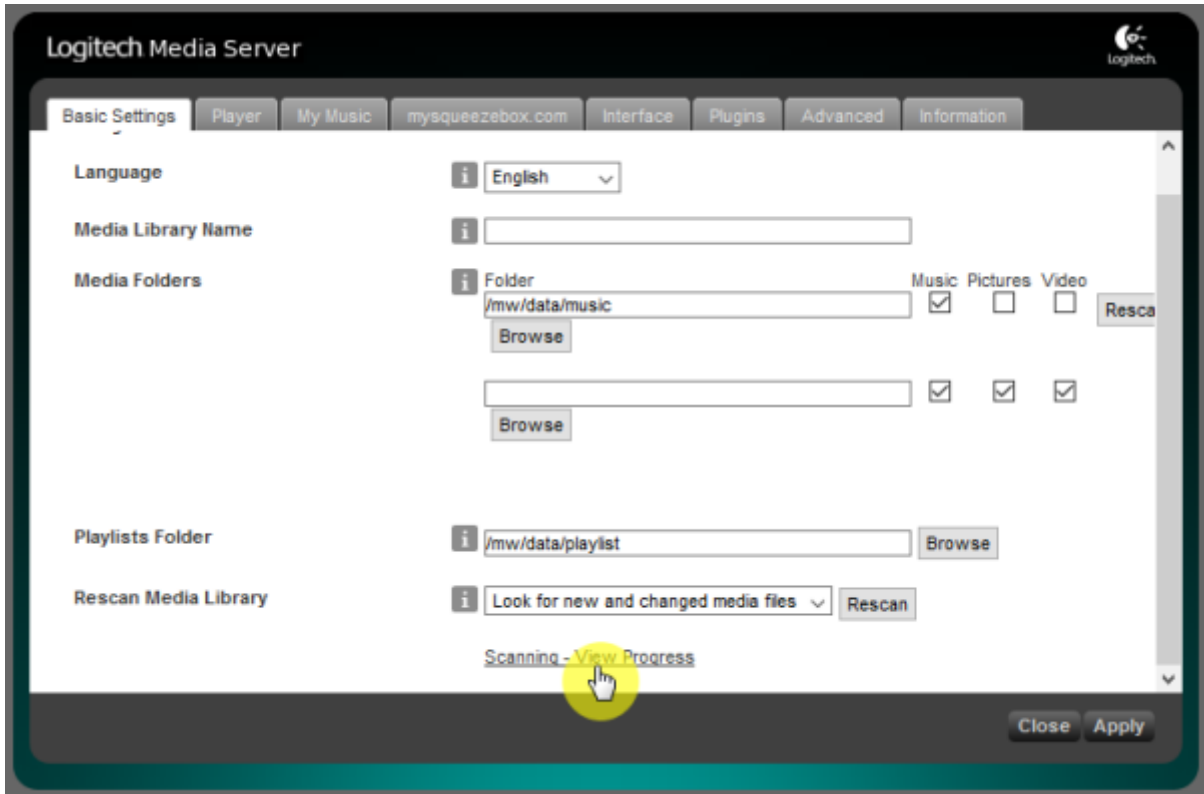 Logitech Media Server
Logitech
Basic Settings Player My Music mysqueezebox.com Interface Plugins Advanced Information
Language i English
Media Library Name i
Media Folders i Folder Music Pictures Video
/mw/data/music Resca
Browse
Browse
Playlists Folder i /mw/data/playlist Browse
Rescan Media Library i Look for new and changed media files Rescan
Scanning - View Progress
Close Apply